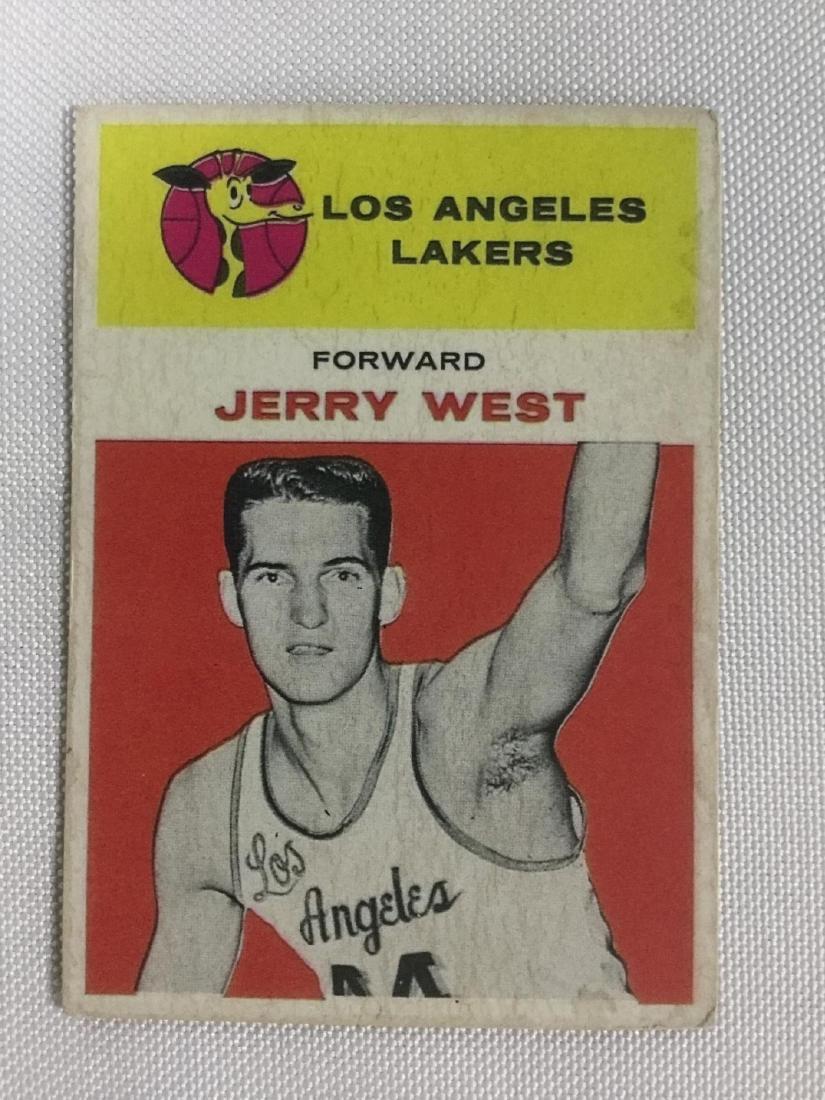 LOS ANGELES
LAKERS
FORWARD
JERRY WEST
Los
Angeles